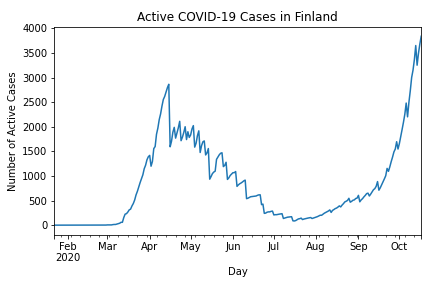 Active COVID-19 Cases in Finland
Number of Active Cases
4000
3500
3000
2500
2000
1500
1000
500
0
Feb Mar Apr May Jun Jul Aug Sep Oct
2020
Day